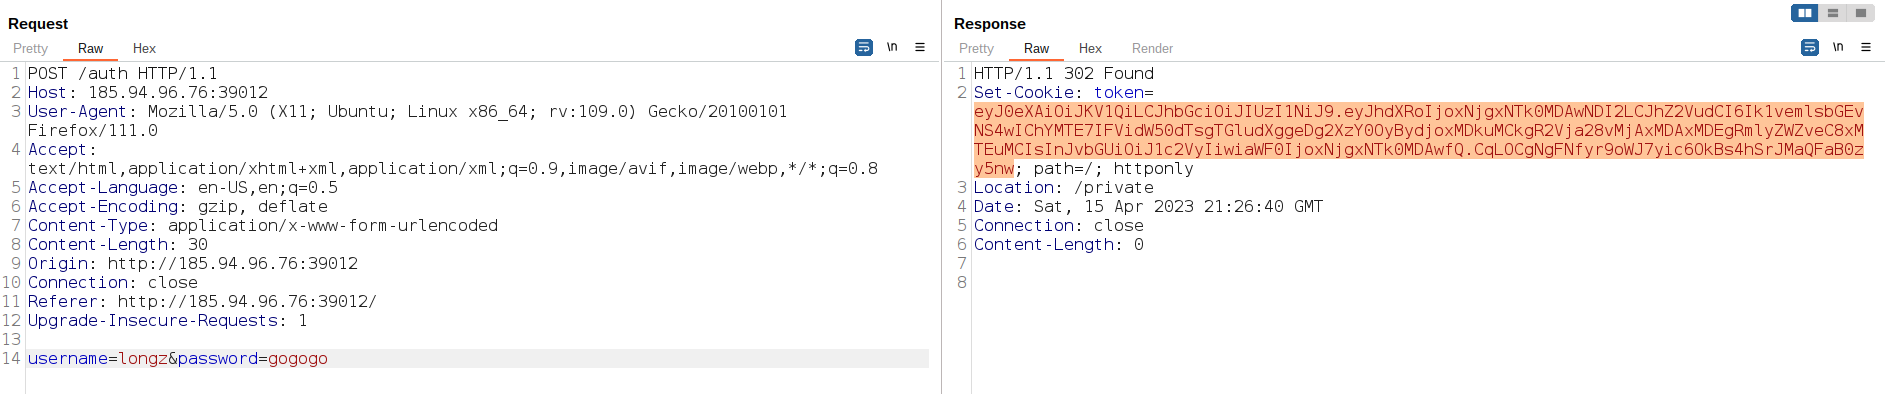 Request
Pretty Raw Hex
\n
1 POST /auth HTTP/1.1
2 Host: 185.94.96.76:39012
3 User-Agent: Mozilla/5.0 (X11; Ubuntu; Linux x86_64; rv:109.0) Gecko/20100101
Firefox/111.0
4 Accept:
text/html,application/xhtml+xml,application/xml;q=0.9,image/avif,image/webp,*/*;q=0.8
5 Accept-Language: en-US,en;q=0.5
6 Accept-Encoding: gzip, deflate
7 Content-Type: application/x-www-form-urlencoded
8 Content-Length: 30
9 Origin: http://185.94.96.76:39012
10 Connection: close
11 Referer: http://185.94.96.76:39012/
12 Upgrade-Insecure-Requests: 1
13
14 username=longz&password=gogogo
Response
Pretty Raw Hex Render
\n
1 HTTP/1.1 302 Found
2 Set-Cookie: token=
eyJ0eXAiOiJKV1QiLCJhbGciOiJIUzI1NiJ9.eyJhdXRoIjoxNjgxNTk0MDAwNDI2LCJhZ2VudCI6Ik1vemlsbGEv
NS4wIChYMTE7IFVidW50dTsgTGludXggeDg2XzY0OyBydjoxMDkuMCkgR2Vja28vMjAxMDAxMDEgRmlyZWZveC8xM
TEuMCIsInJvbGUiOiJ1c2VyIiwiaWF0IjoxNjgxNTk0MDAwfQ.CqLOCgNgFNfyr9oWJ7yic6OkBs4hSrJMaQFaB0z
y5nw; path=/; httponly
3 Location: /private
4 Date: Sat, 15 Apr 2023 21:26:40 GMT
5 Connection: close
6 Content-Length: 0
7
8